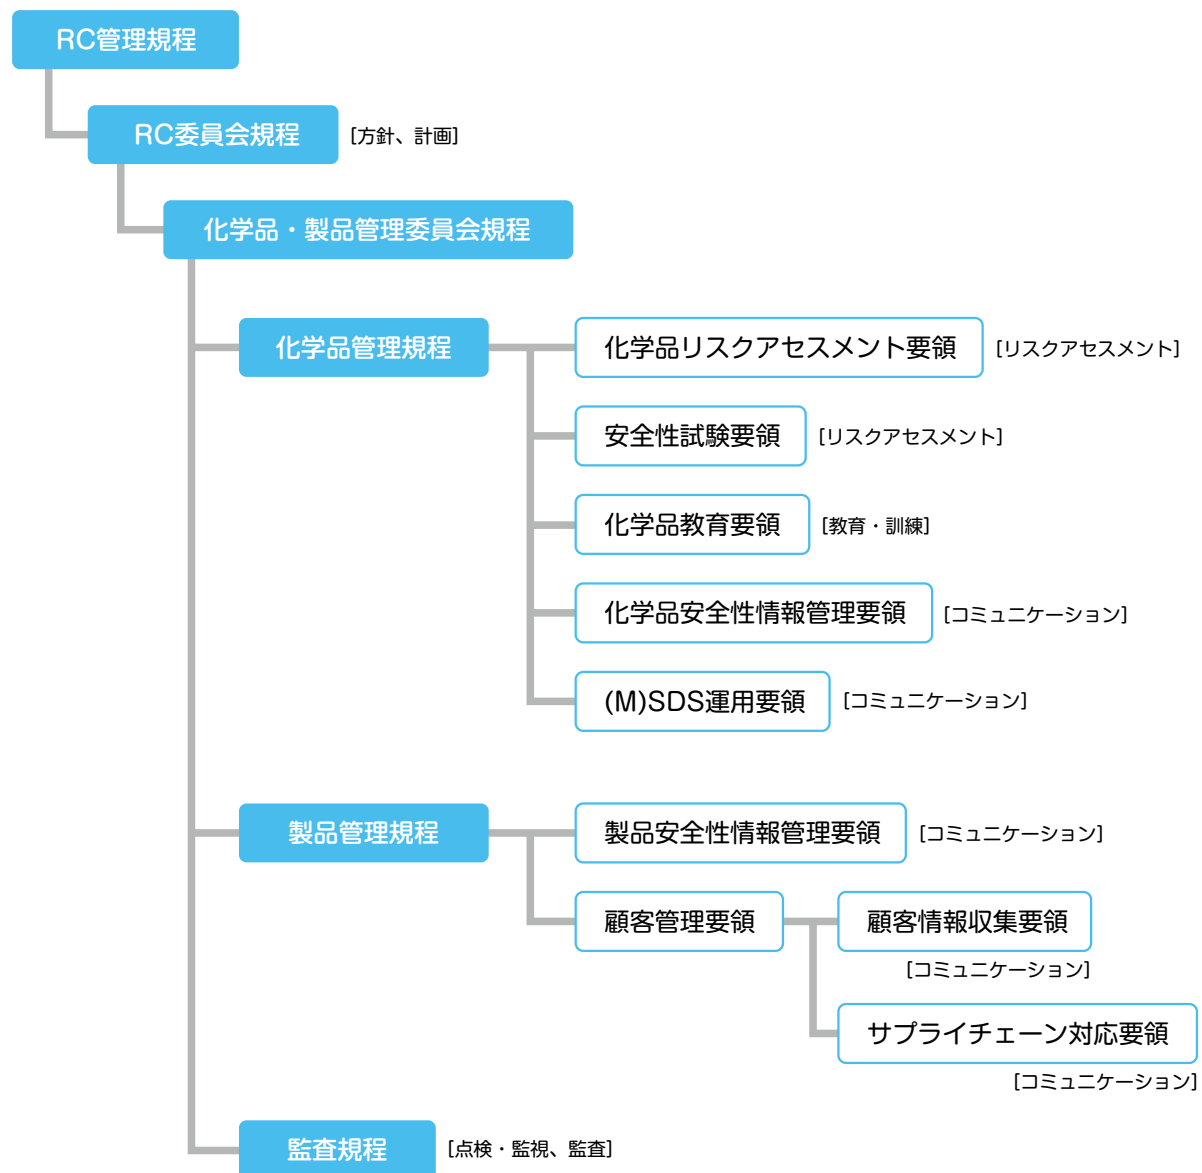 RC管理規程
RC委員会規程 [方針、計画]
化学品・製品管理委員会規程
化学品管理規程
化学品リスクアセスメント要領 [リスクアセスメント]
安全性試験要領 [リスクアセスメント]
化学品教育要領 [教育・訓練]
化学品安全性情報管理要領 [コミュニケーション]
(M)SDS運用要領 [コミュニケーション]
製品管理規程
製品安全性情報管理要領 [コミュニケーション]
顧客管理要領
顧客情報収集要領
[コミュニケーション]
サプライチェーン対応要領
[コミュニケーション]
監査規程 [点検・監視、監査]